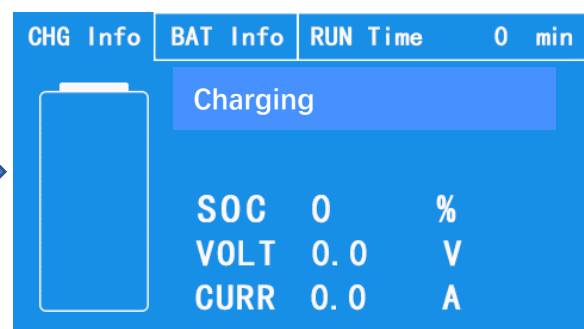 CHG Info BAT Info RUN Time 0 min
Charging
SOC 0 %
VOLT 0.0 V
CURR 0.0 A